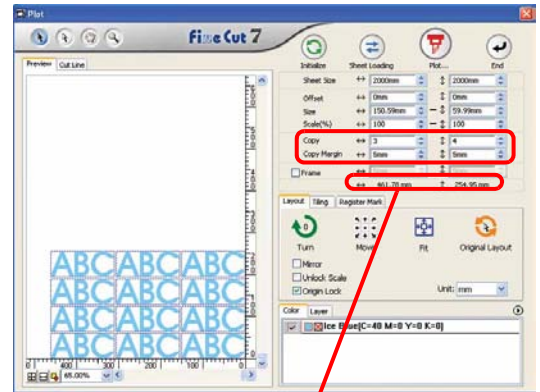 Plot
FineCut 7
Initialize Sheet Loading Plot... End
Preview Cut Line
Sheet Size 2000mm 2000mm
Offset 0mm 0mm
Size 150.59mm 59.99mm
Scale(%) 100 100
Copy 3 4
Copy Margin 5mm 5mm
Frame
461.78 mm 254.95 mm
Layout Tiling Register Mark
Turn Move Fit Original Layout
Mirror
Unlock Scale
Origin Lock Unit: mm
Color Layer
Ice Blue[C=40 M=0 Y=0 K=0]
ABC ABC ABC
ABC ABC ABC
ABC ABC ABC
ABC ABC ABC
400 300 200 100 0
65.00%